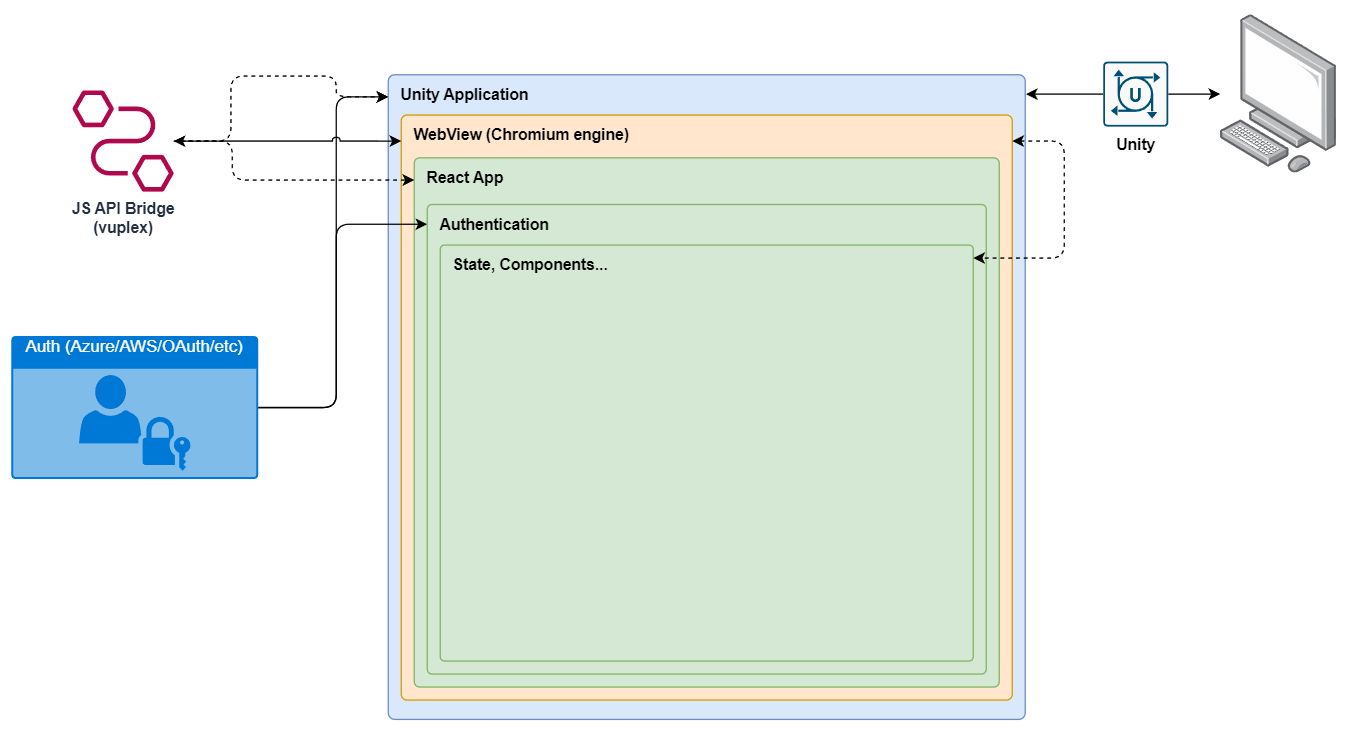 Unity Application
WebView (Chromium engine)
React App
Authentication
State, Components...
JS API Bridge
(vuplex)
Auth (Azure/AWS/OAuth/etc)
U
Unity